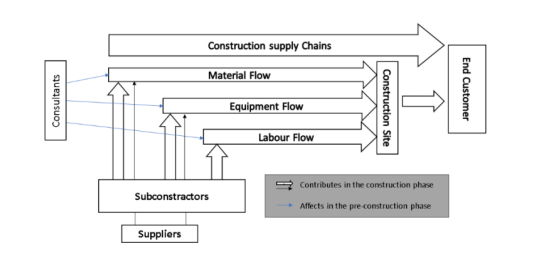 Construction supply Chains
Material Flow
Equipment Flow
Labour Flow
Consultants
Construction Site
End Customer
Subconstractors
Suppliers
Contributes in the construction phase
Affects in the pre-construction phase